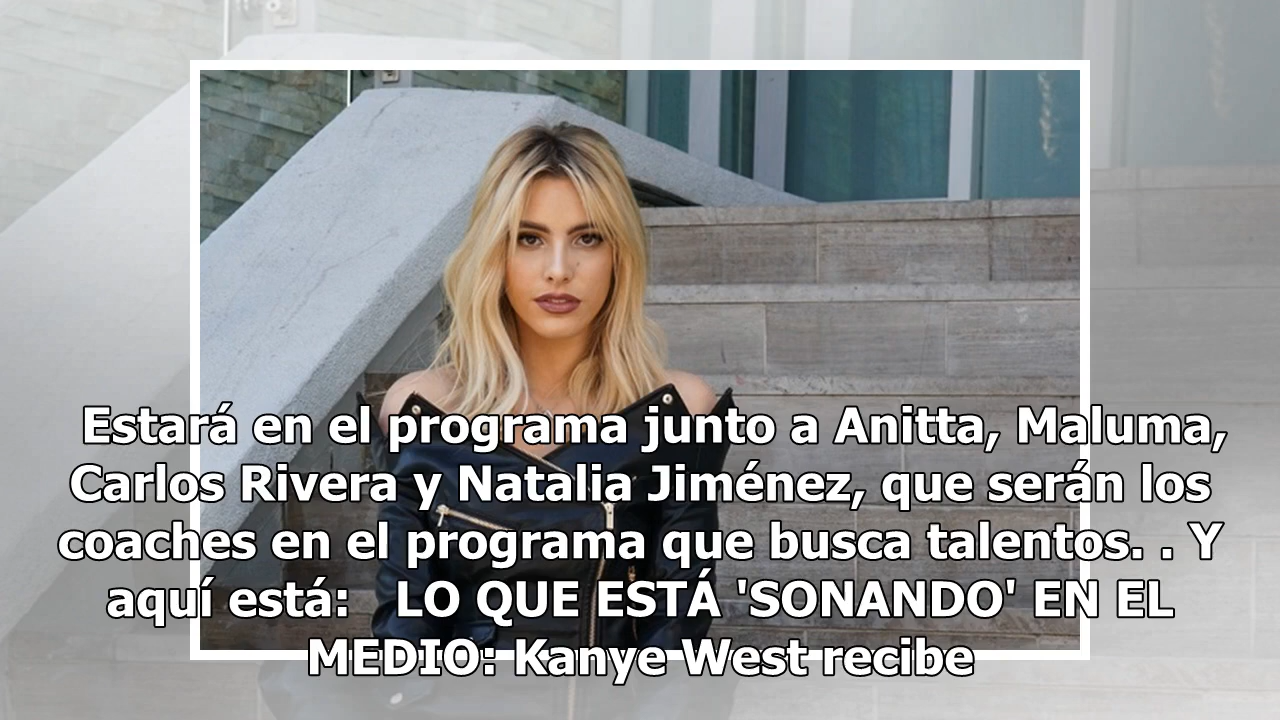 Estará en el programa junto a Anitta, Maluma,
Carlos Rivera y Natalia Jiménez, que serán los
coaches en el programa que busca talentos. . Y
aquí está: LO QUE ESTÁ 'SONANDO' EN EL
MEDIO: Kanye West recibe